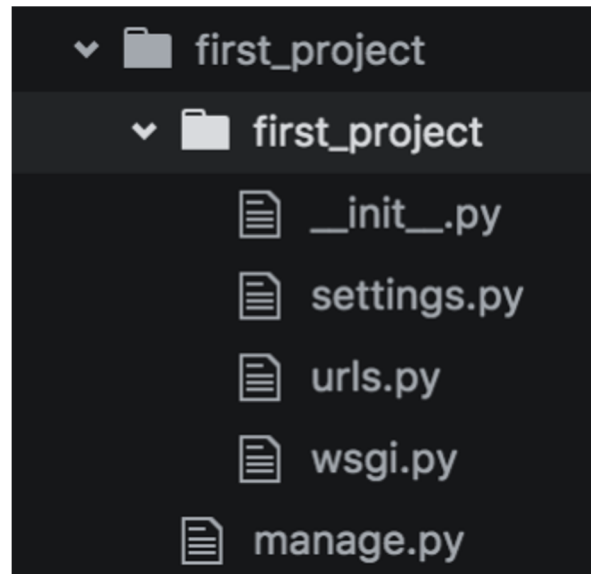 first_project
first_project
__init__.py
settings.py
urls.py
wsgi.py
manage.py